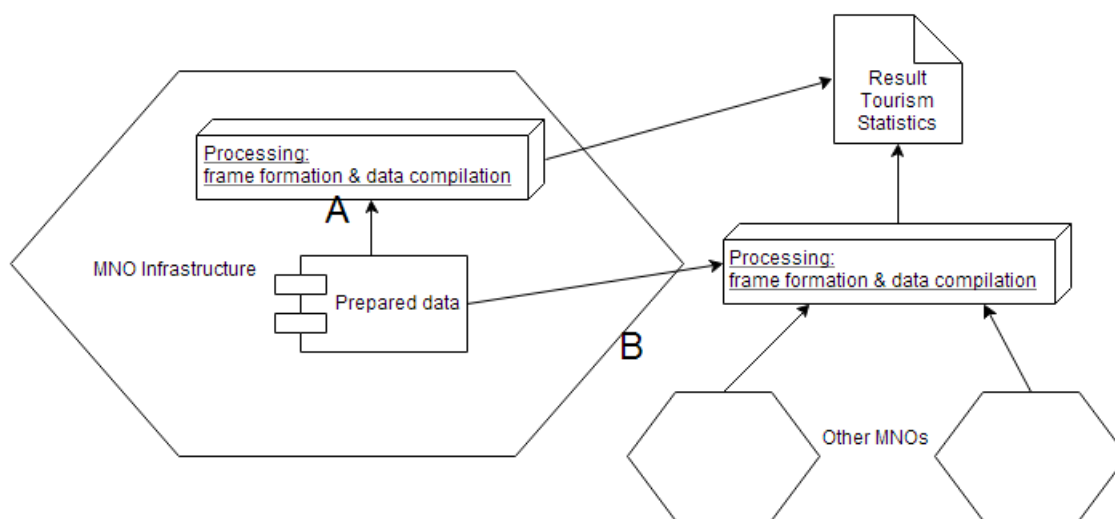 Result
Tourism
Statistics
Processing:
frame formation & data compilation
A
MNO Infrastructure
Prepared data
Processing:
frame formation & data compilation
B
Other MNOs